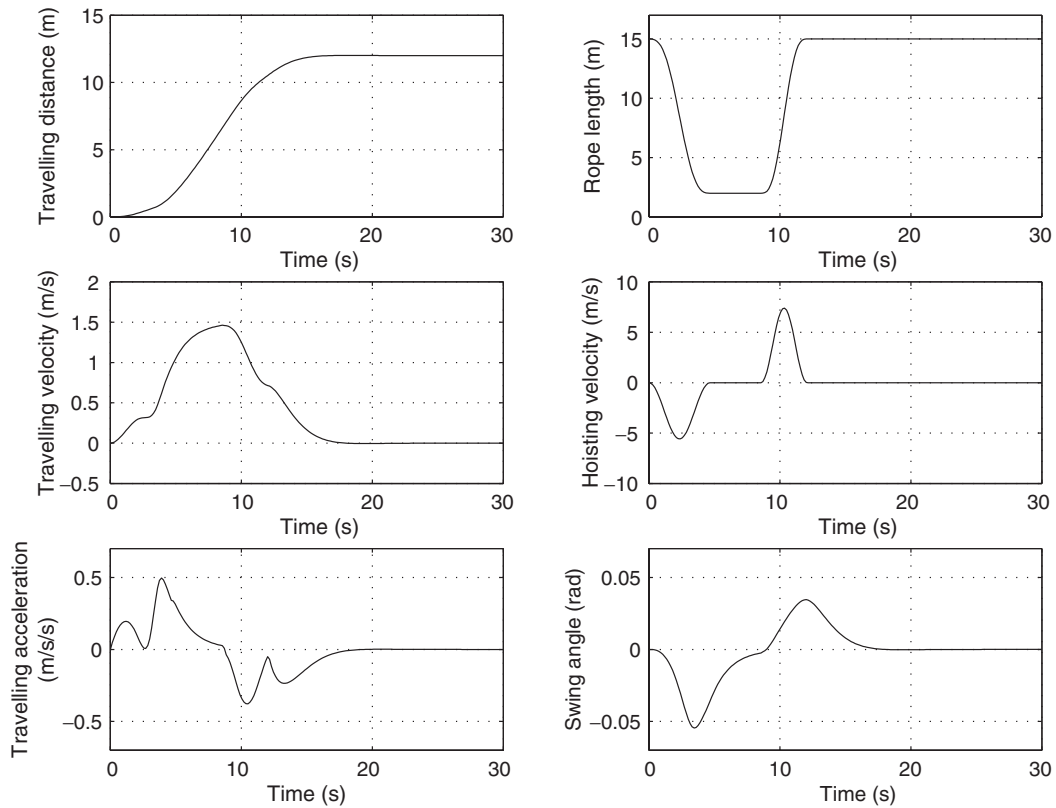 Travelling distance (m)
15
10
5
0
0 10 20 30
Time (s)
Rope length (m)
15
10
5
0
0 10 20 30
Time (s)
Travelling velocity (m/s)
2
1.5
1
0.5
0
−0.5
0 10 20 30
Time (s)
Hoisting velocity (m/s)
10
5
0
−5
−10
0 10 20 30
Time (s)
Travelling acceleration
(m/s/s)
0.5
0
−0.5
0 10 20 30
Time (s)
Swing angle (rad)
0.05
0
−0.05
0 10 20 30
Time (s)